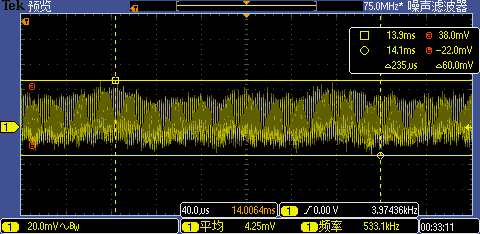 Tek 预览 75.0MHz* 噪声滤波器
13.9ms 38.0mV
14.1ms −22.0mV
△235μs △60.0mV
1
40.0μs 14.0064ms 1 0.00 V 3.97436kHz
1 20.0mV BW 1 平均 4.25mV 1 频率 533.1kHz 00:33:11